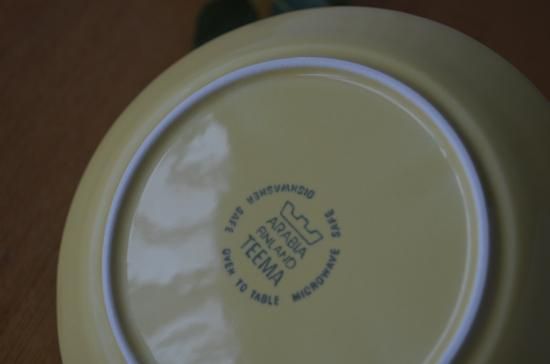 ARABIA
FINLAND
TEEMA
DISHWASHER SAFE
MICROWAVE SAFE
OVEN TO TABLE